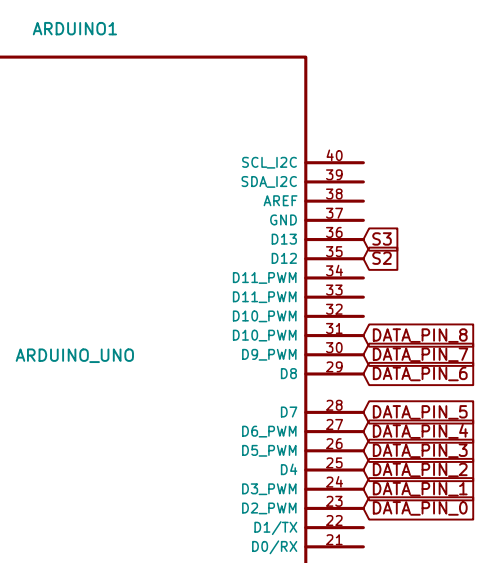 ARDUINO1
SCL_I2C 40
SDA_I2C 39
AREF 38
GND 37
D13 36 S3
D12 35 S2
D11_PWM 34
D11_PWM 33
D10_PWM 32
D10_PWM 31 DATA_PIN_8
ARDUINO_UNO D9_PWM 30 DATA_PIN_7
D8 29 DATA_PIN_6
D7 28 DATA_PIN_5
D6_PWM 27 DATA_PIN_4
D5_PWM 26 DATA_PIN_3
D4 25 DATA_PIN_2
D3_PWM 24 DATA_PIN_1
D2_PWM 23 DATA_PIN_0
D1/TX 22
D0/RX 21